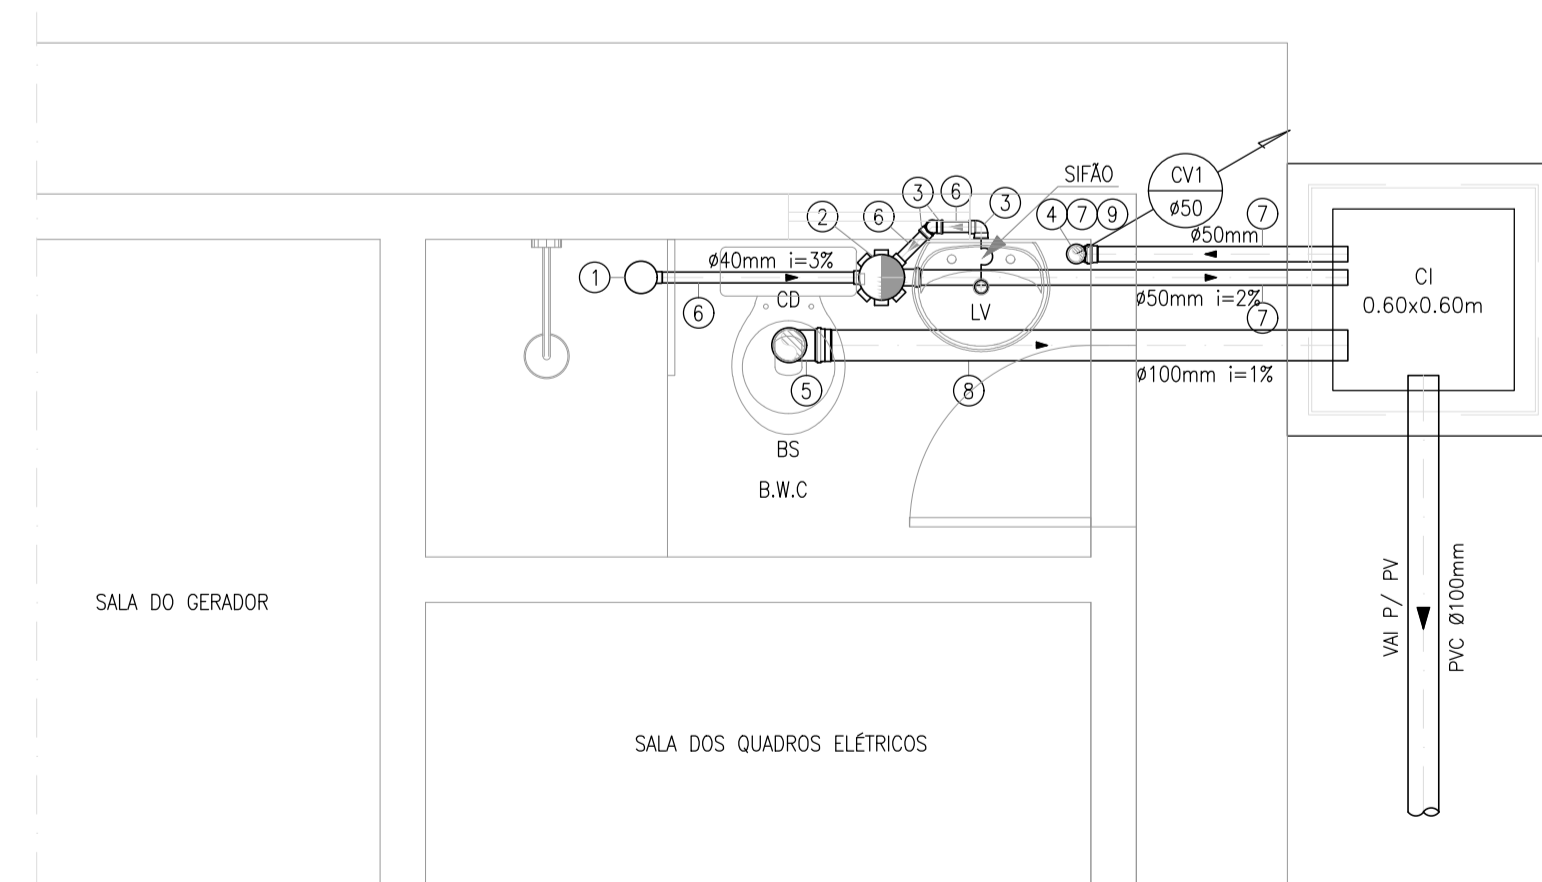 SIFÃO
CV1
ø50
3
6
3
4
7
9
7
2
6
ø50mm
1
ø40mm i=3%
CI
0.60x0.60m
6
CD
LV
ø50mm i=2%
7
5
8
ø100mm i=1%
BS
B.W.C
SALA DO GERADOR
VAI P/ PV
PVC Ø100mm
SALA DOS QUADROS ELÉTRICOS